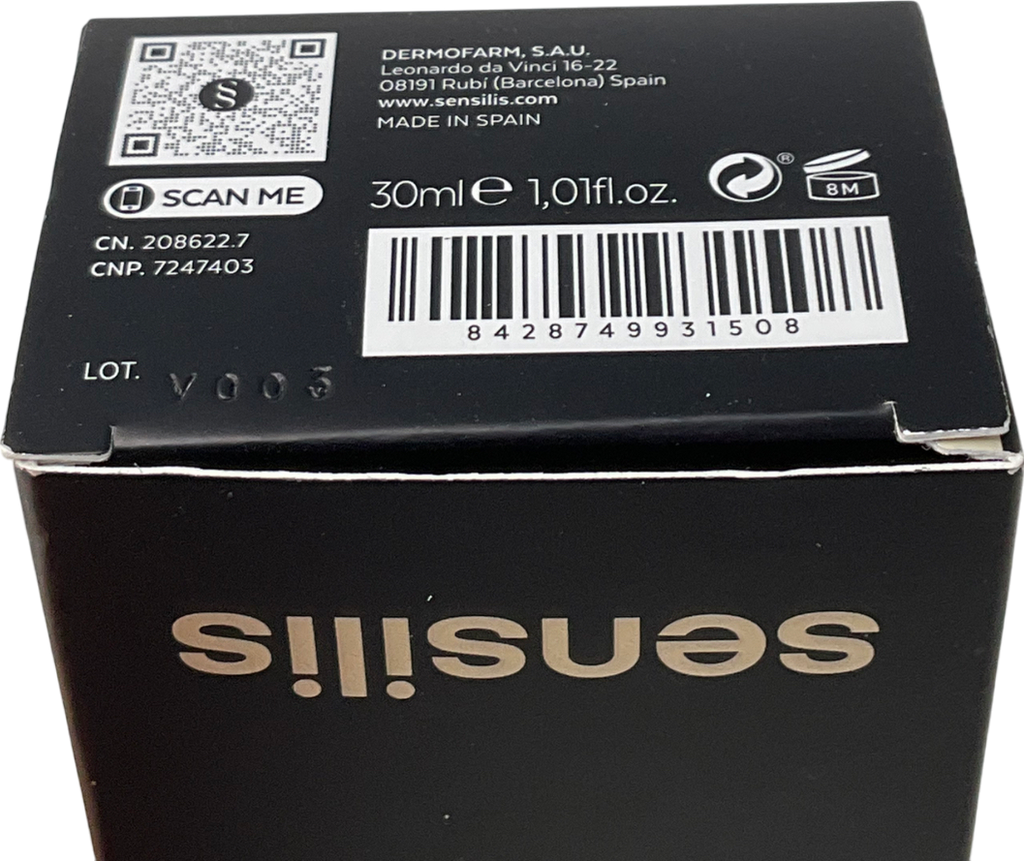 DERMOFARM, S.A.U.
Leonardo da Vinci 16-22
08191 Rubí (Barcelona) Spain
www.sensilis.com
MADE IN SPAIN
SCAN ME
30ml℮ 1,01fl.oz.
®
8M
CN. 208622.7
CNP. 7247403
8428749931508
LOT. V003
sensilis